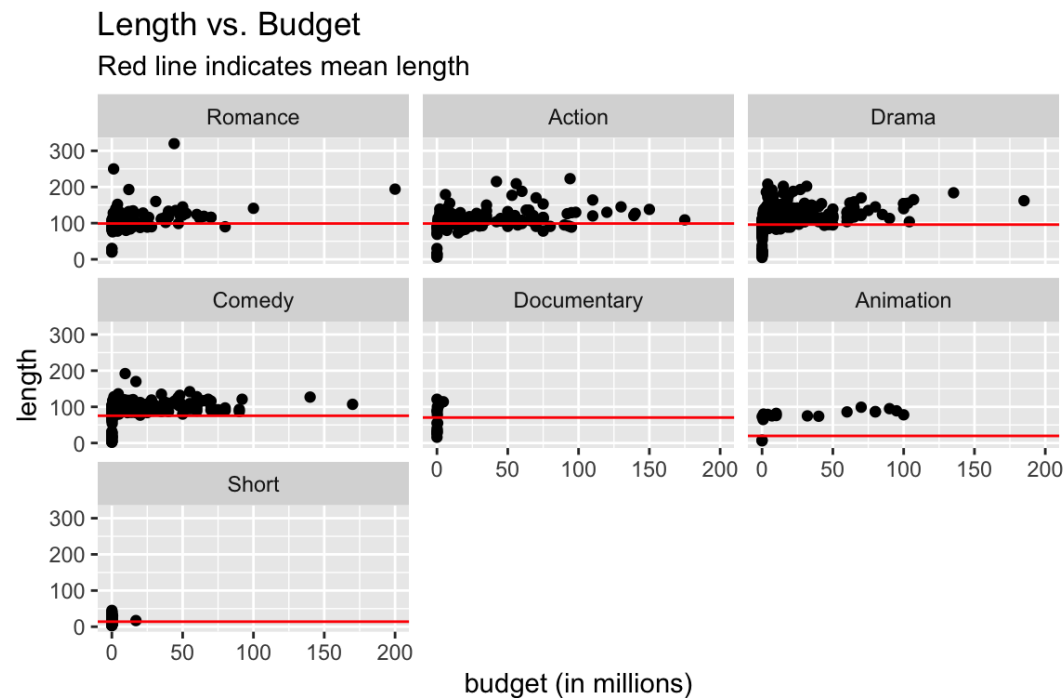 Length vs. Budget
Red line indicates mean length
Romance Action Drama
300
200
100
0
Comedy Documentary Animation
300
200
100
0
0 50 100 150 200 0 50 100 150 200
Short
300
200
100
0
0 50 100 150 200
length
budget (in millions)